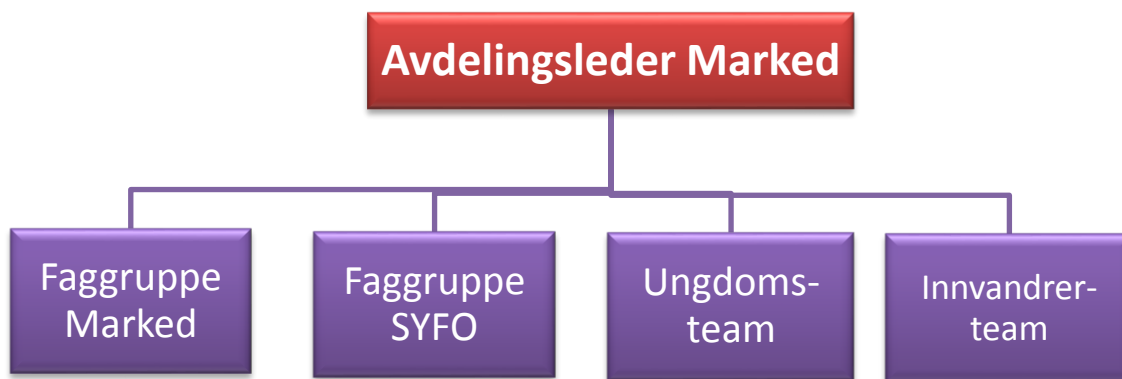 Avdelingsleder Marked
Faggruppe
Marked
Faggruppe
SYFO
Ungdoms-
team
Innvandrer-
team